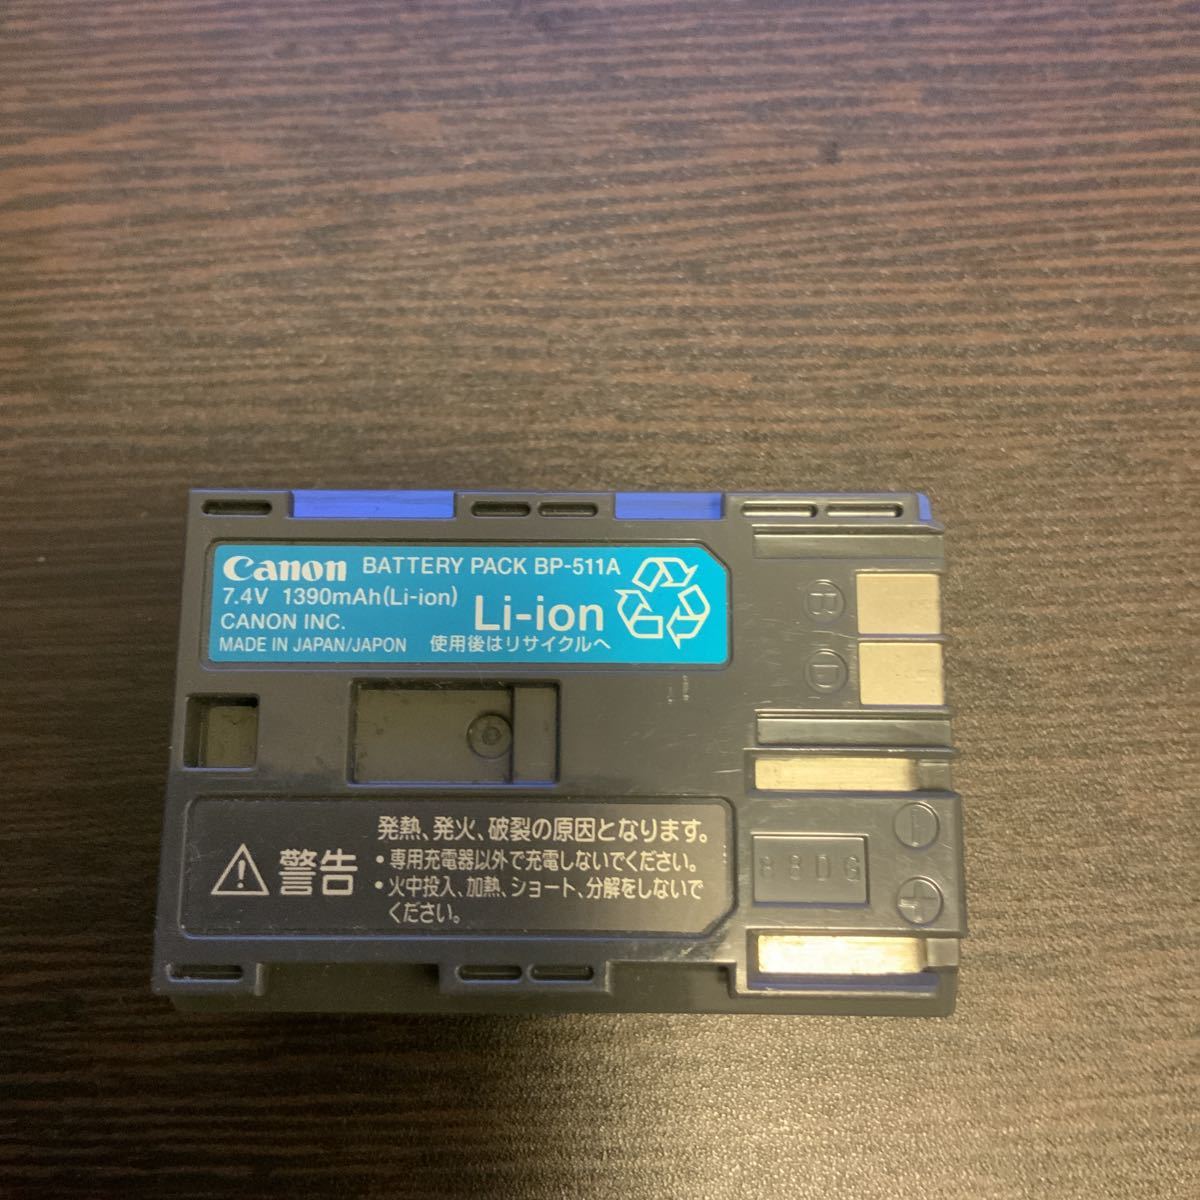 Canon BATTERY PACK BP-511A
7.4V 1390mAh(Li-ion)
Li-ion
CANON INC.
MADE IN JAPAN/JAPON 使用後はリサイクルへ
B
D
警告
発熱、発火、破裂の原因となります。
・専用充電器以外で充電しないでください。
・火中投入、加熱、ショート、分解をしないで
ください。
−
88DG
+